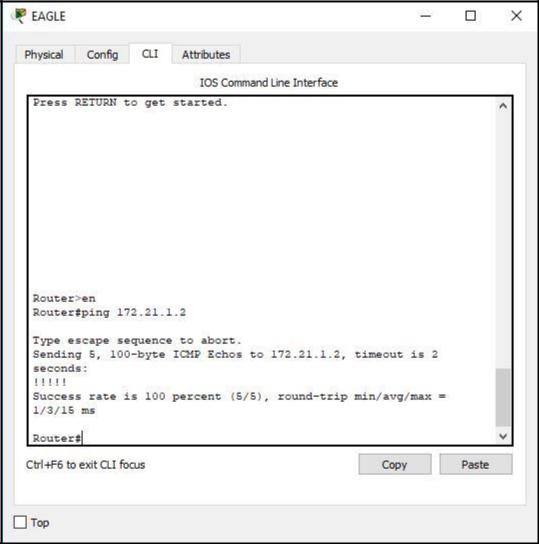 EAGLE
Physical Config CLI Attributes
IOS Command Line Interface
Press RETURN to get started.
Router>en
Router#ping 172.21.1.2
Type escape sequence to abort.
Sending 5, 100-byte ICMP Echos to 172.21.1.2, timeout is 2
seconds:
!!!!!
Success rate is 100 percent (5/5), round-trip min/avg/max =
1/3/15 ms
Router#
Ctrl+F6 to exit CLI focus Copy Paste
Top